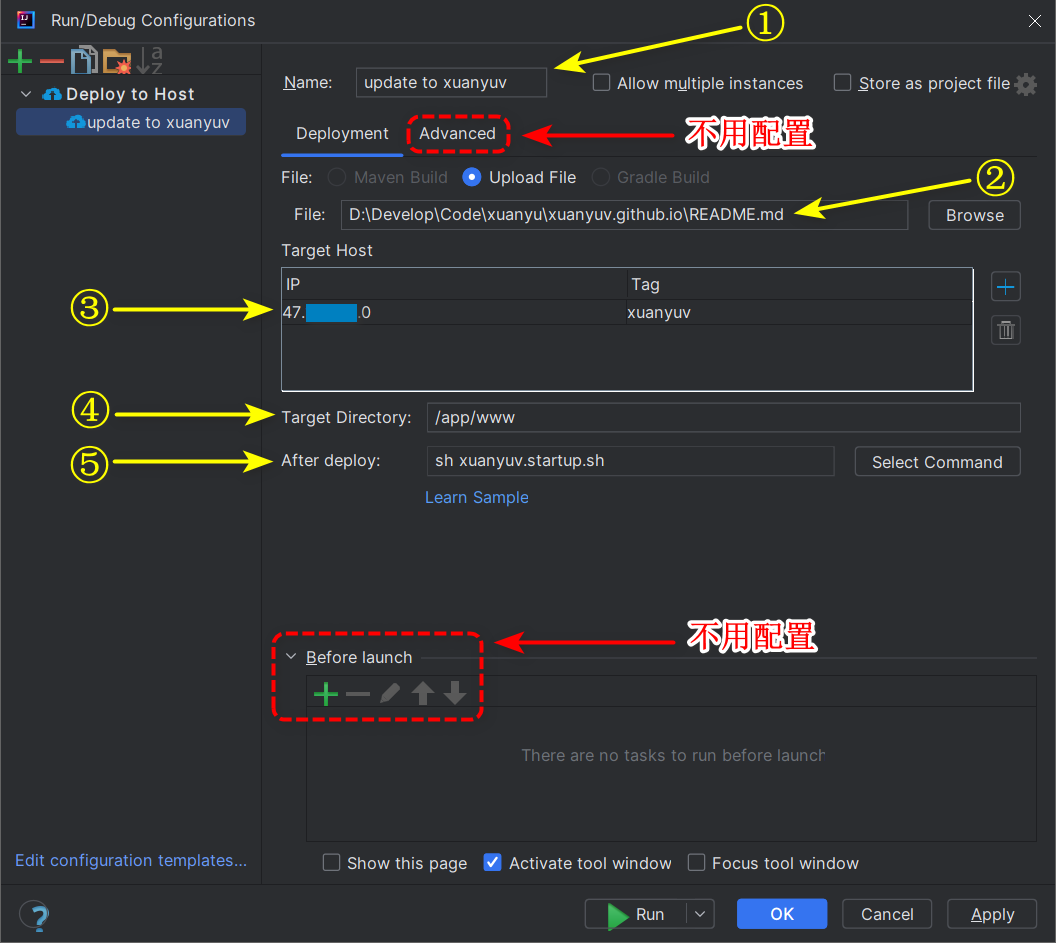 Run/Debug Configurations
①
Deploy to Host
update to xuanyuv
Name:
update to xuanyuv
Allow multiple instances
Store as project file
Deployment
Advanced
不用配置
File:
Maven Build
Upload File
Gradle Build
②
File:
D:\Develop\Code\xuanyu\xuanyuv.github.io\README.md
Browse
Target Host
IP
Tag
③
47.
.0
xuanyuv
④
Target Directory:
/app/www
⑤
After deploy:
sh xuanyuv.startup.sh
Select Command
Learn Sample
不用配置
Before launch
There are no tasks to run before launch
Edit configuration templates...
Show this page
Activate tool window
Focus tool window
?
Run
OK
Cancel
Apply